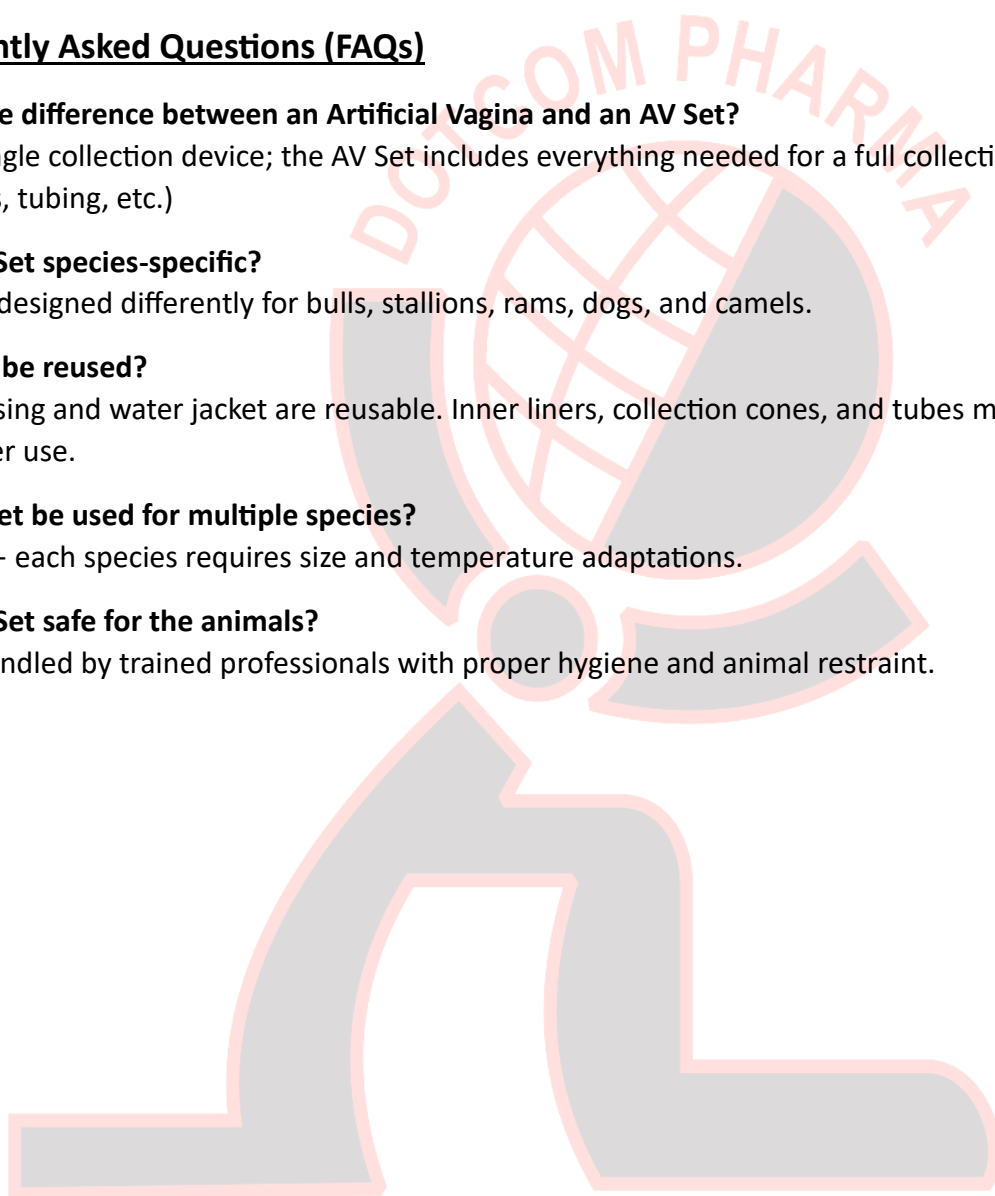 ntly Asked Questions (FAQs)
DOTCOM PHARMA
e difference between an Artificial Vagina and an AV Set?
gle collection device; the AV Set includes everything needed for a full collecti
s, tubing, etc.)
Set species-specific?
designed differently for bulls, stallions, rams, dogs, and camels.
be reused?
sing and water jacket are reusable. Inner liners, collection cones, and tubes m
er use.
et be used for multiple species?
- each species requires size and temperature adaptations.
Set safe for the animals?
ndled by trained professionals with proper hygiene and animal restraint.